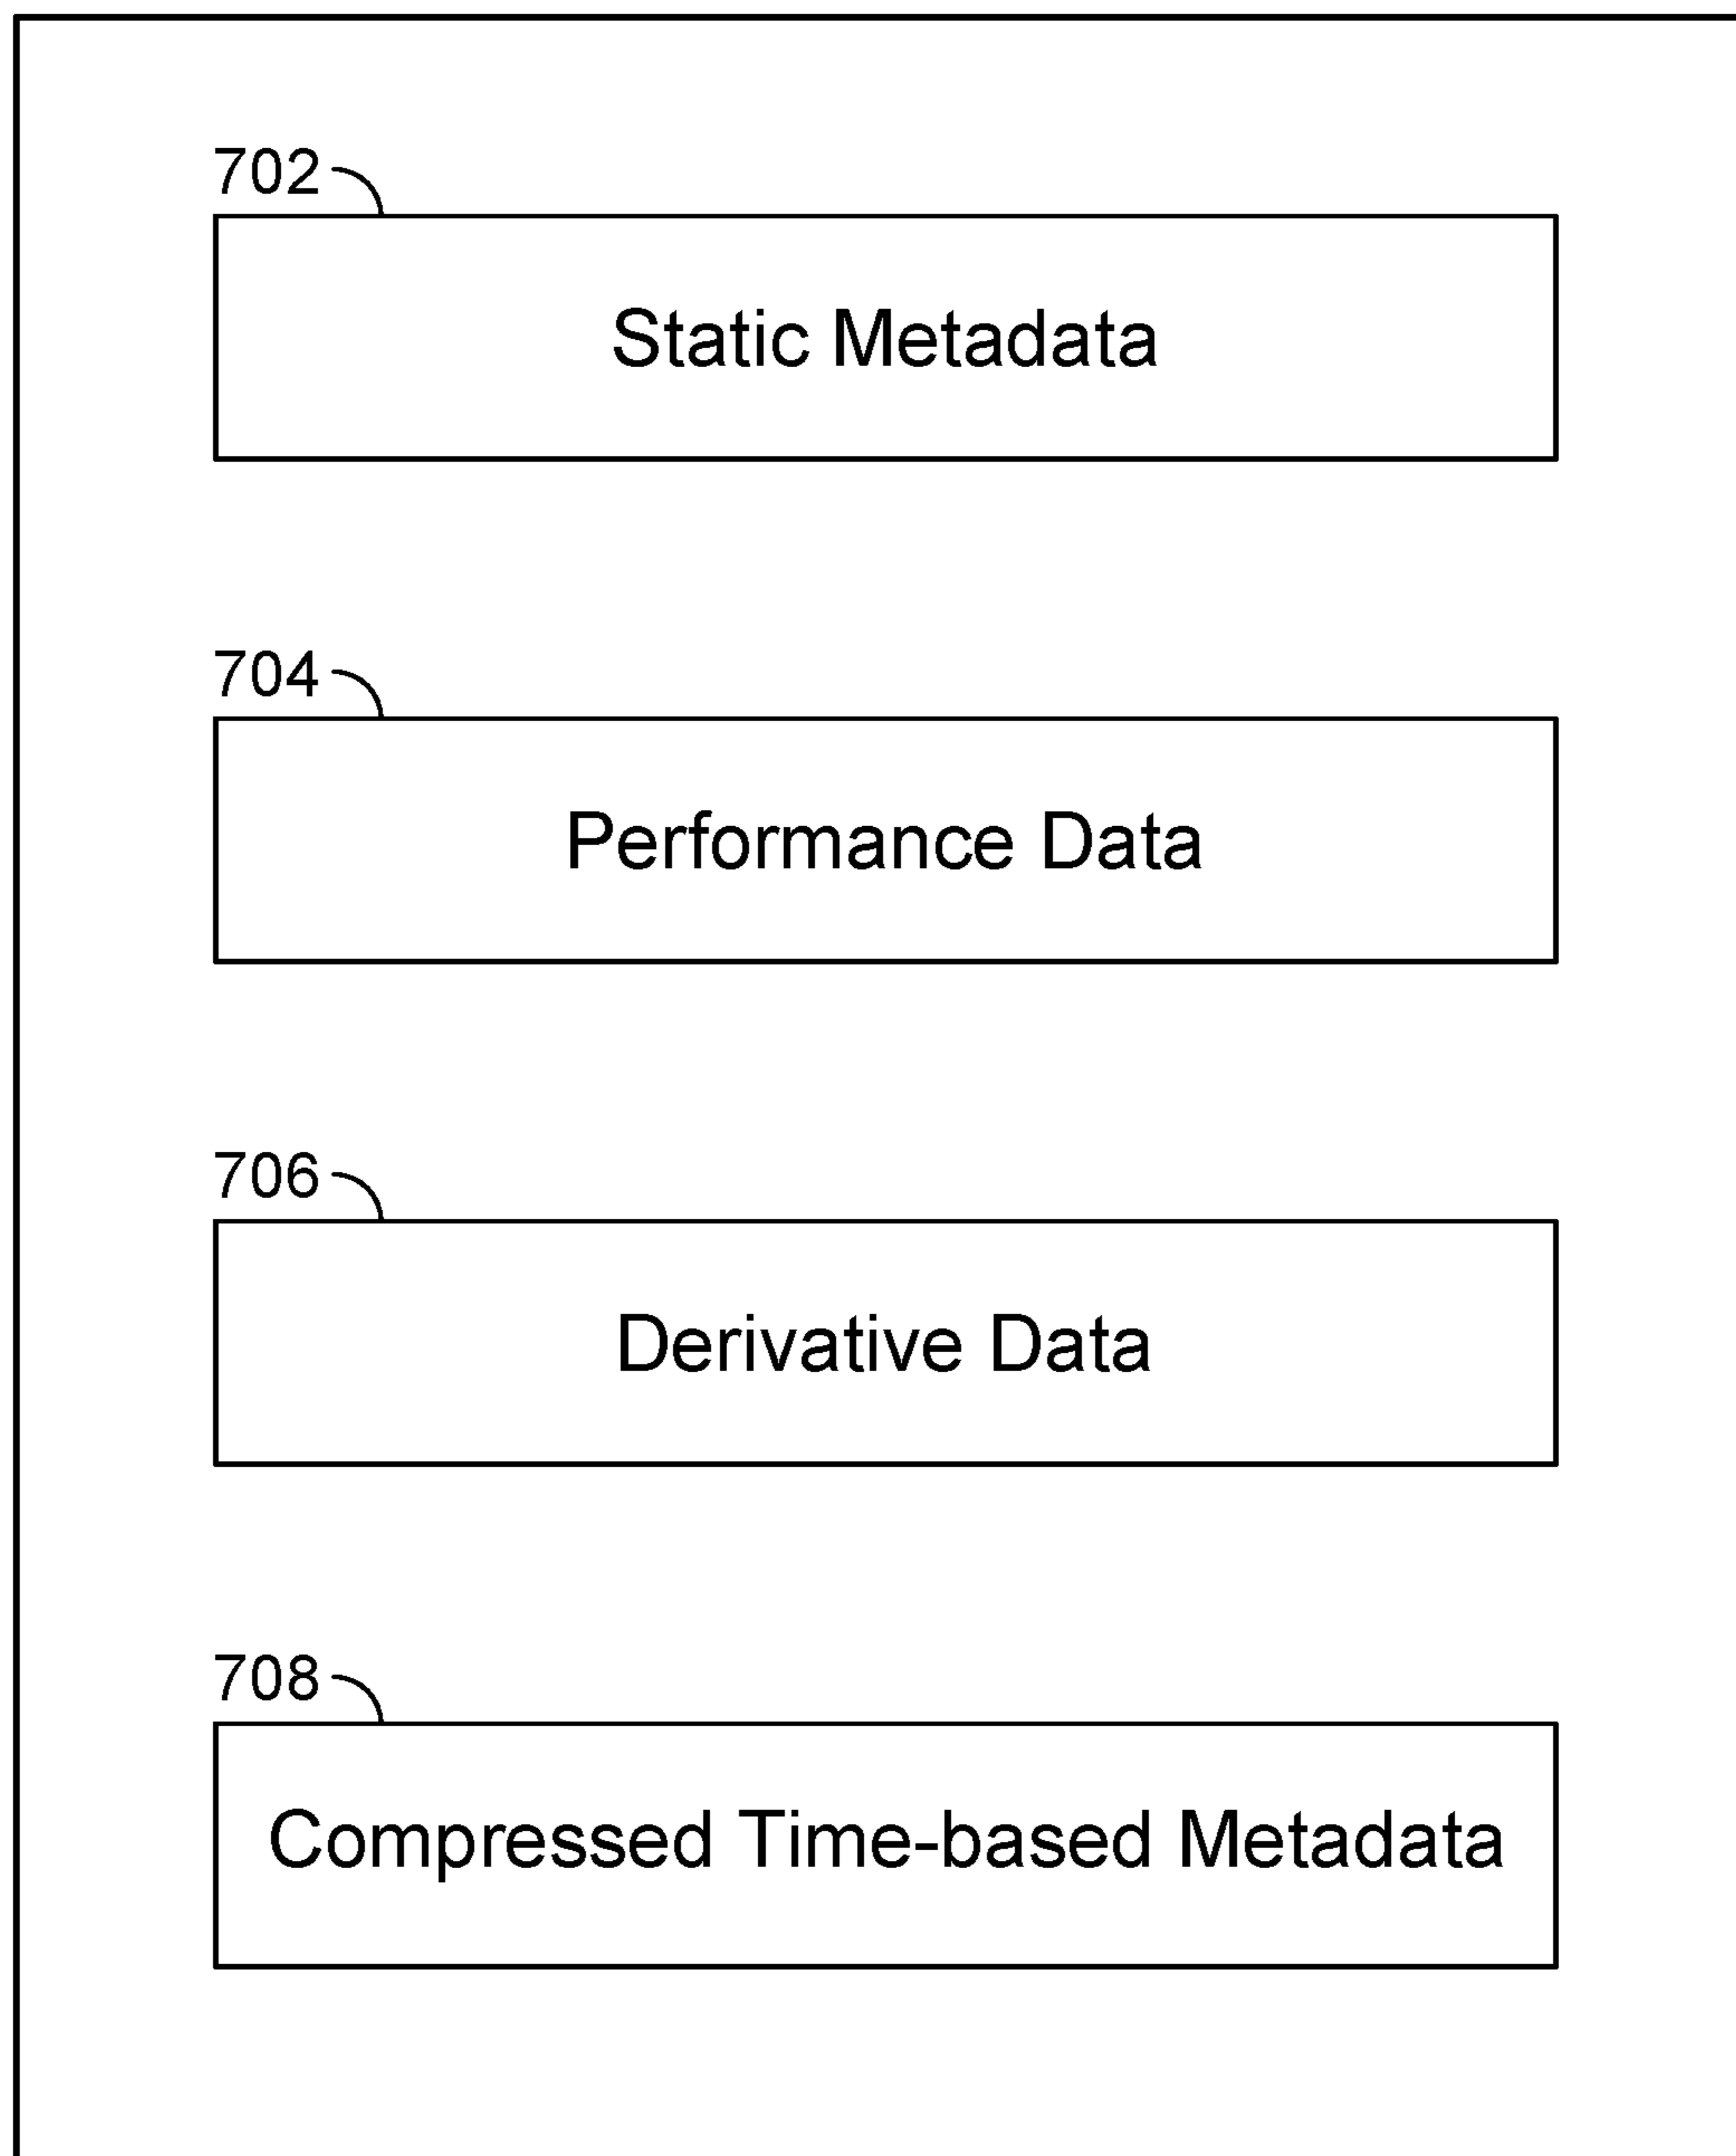 702
Static Metadata
704
Performance Data
706
Derivative Data
708
Compressed Time-based Metadata